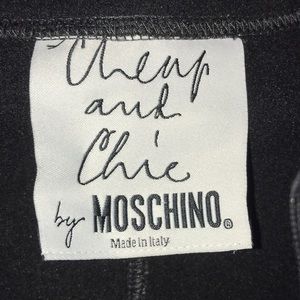 Cheap
and
Chic
by MOSCHINO®
Made in Italy